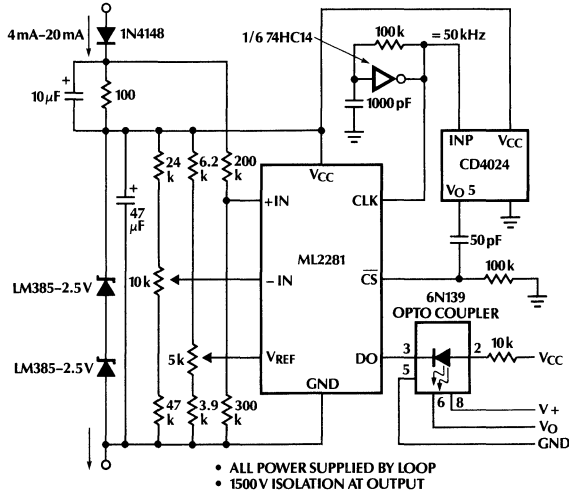 4mA–20mA
1N4148
1/6 74HC14
100k
= 50kHz
10μF
+
100
1000pF
INP VCC
CD4024
VO 5
24 k
6.2 k
200 k
VCC
+IN
CLK
+
47 μF
50pF
ML2281
LM385–2.5V
10k
–IN
CS
100k
6N139
OPTO COUPLER
5k
VREF
DO
3
2
10k
VCC
LM385–2.5V
5
GND
6 8
47 k
3.9 k
300 k
V+
VO
GND
• ALL POWER SUPPLIED BY LOOP
• 1500V ISOLATION AT OUTPUT